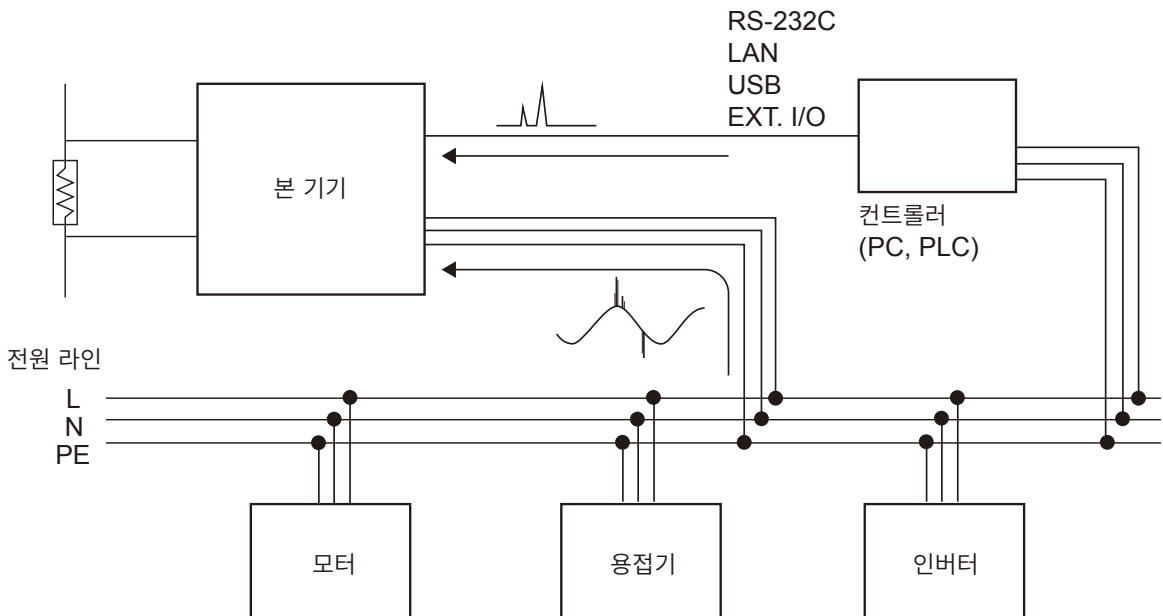 RS-232C
LAN
USB
EXT. I/O
본 기기
컨트롤러
(PC, PLC)
전원 라인
L
N
PE
모터
용접기
인버터